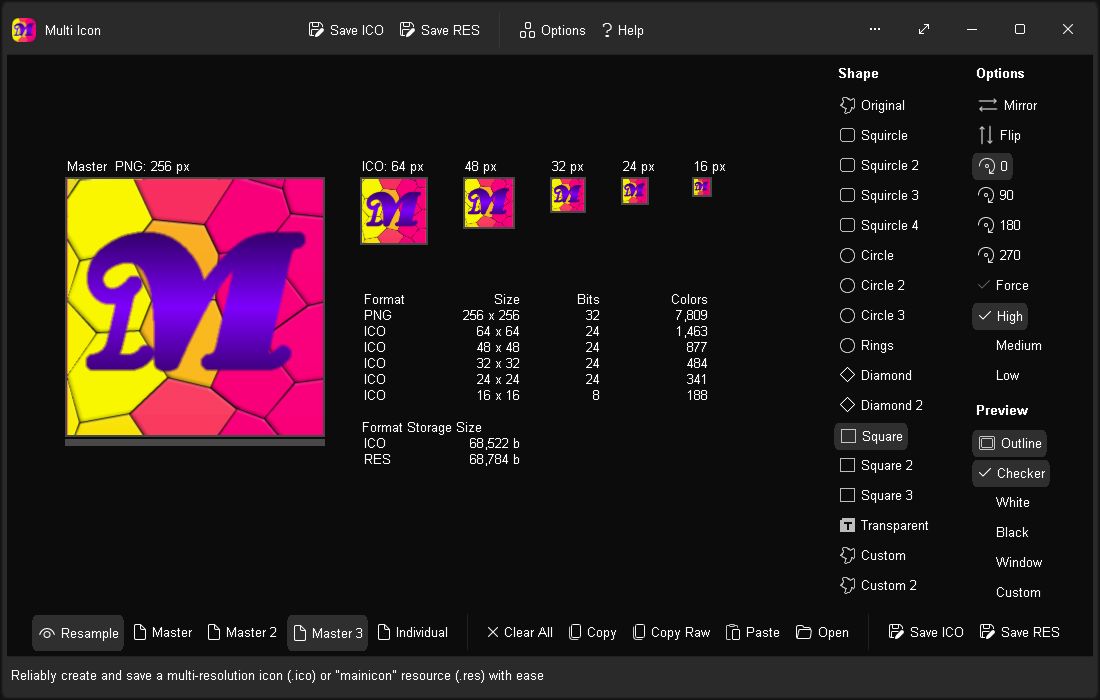 Multi Icon
Save ICO
Save RES
Options
? Help
Shape
Options
Original
Mirror
Squircle
Flip
Master PNG: 256 px
ICO: 64 px
48 px
32 px
24 px
16 px
Squircle 2
0
Squircle 3
90
Squircle 4
180
M
Circle
270
Circle 2
Force
Format Size Bits Colors
PNG 256 x 256 32 7,809
ICO 64 x 64 24 1,463
ICO 48 x 48 24 877
ICO 32 x 32 24 484
ICO 24 x 24 24 341
ICO 16 x 16 8 188
Circle 3
High
Rings
Medium
Diamond
Low
Diamond 2
Preview
Format Storage Size
ICO 68,522 b
RES 68,784 b
Square
Outline
Square 2
Checker
Square 3
White
T Transparent
Black
Custom
Window
Custom 2
Custom
Resample
Master
Master 2
Master 3
Individual
Clear All
Copy
Copy Raw
Paste
Open
Save ICO
Save RES
Reliably create and save a multi-resolution icon (.ico) or "mainicon" resource (.res) with ease